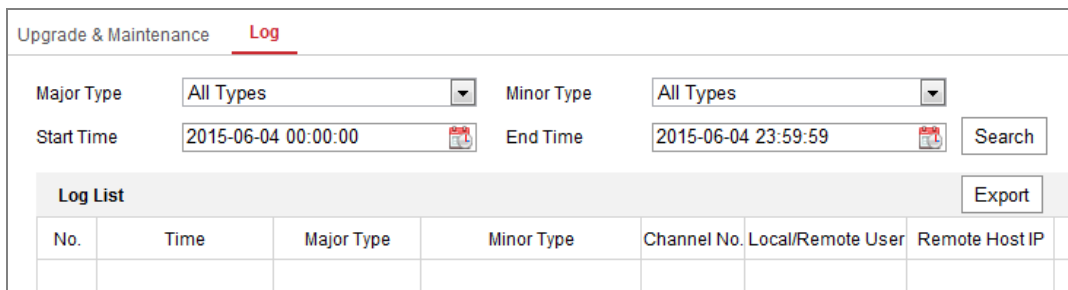 Upgrade & Maintenance Log
Major Type All Types Minor Type All Types
Start Time 2015-06-04 00:00:00 End Time 2015-06-04 23:59:59 Search
Log List Export
No. Time Major Type Minor Type Channel No. Local/Remote User Remote Host IP